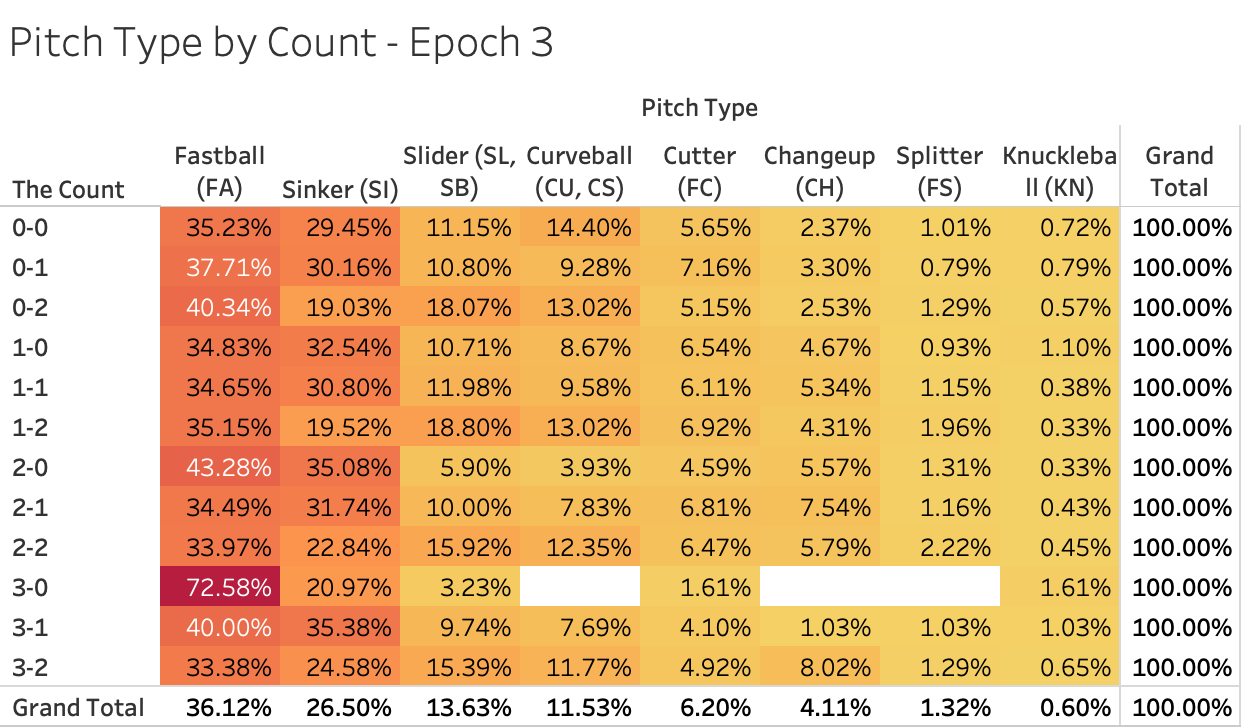 Pitch Type by Count - Epoch 3
Pitch Type
Fastball Slider (SL, Curveball Cutter Changeup Splitter Knuckleba Grand
The Count (FA) Sinker (SI) SB) (CU, CS) (FC) (CH) (FS) ll (KN) Total
0-0 35.23% 29.45% 11.15% 14.40% 5.65% 2.37% 1.01% 0.72% 100.00%
0-1 37.71% 30.16% 10.80% 9.28% 7.16% 3.30% 0.79% 0.79% 100.00%
0-2 40.34% 19.03% 18.07% 13.02% 5.15% 2.53% 1.29% 0.57% 100.00%
1-0 34.83% 32.54% 10.71% 8.67% 6.54% 4.67% 0.93% 1.10% 100.00%
1-1 34.65% 30.80% 11.98% 9.58% 6.11% 5.34% 1.15% 0.38% 100.00%
1-2 35.15% 19.52% 18.80% 13.02% 6.92% 4.31% 1.96% 0.33% 100.00%
2-0 43.28% 35.08% 5.90% 3.93% 4.59% 5.57% 1.31% 0.33% 100.00%
2-1 34.49% 31.74% 10.00% 7.83% 6.81% 7.54% 1.16% 0.43% 100.00%
2-2 33.97% 22.84% 15.92% 12.35% 6.47% 5.79% 2.22% 0.45% 100.00%
3-0 72.58% 20.97% 3.23% 1.61% 1.61% 100.00%
3-1 40.00% 35.38% 9.74% 7.69% 4.10% 1.03% 1.03% 1.03% 100.00%
3-2 33.38% 24.58% 15.39% 11.77% 4.92% 8.02% 1.29% 0.65% 100.00%
Grand Total 36.12% 26.50% 13.63% 11.53% 6.20% 4.11% 1.32% 0.60% 100.00%